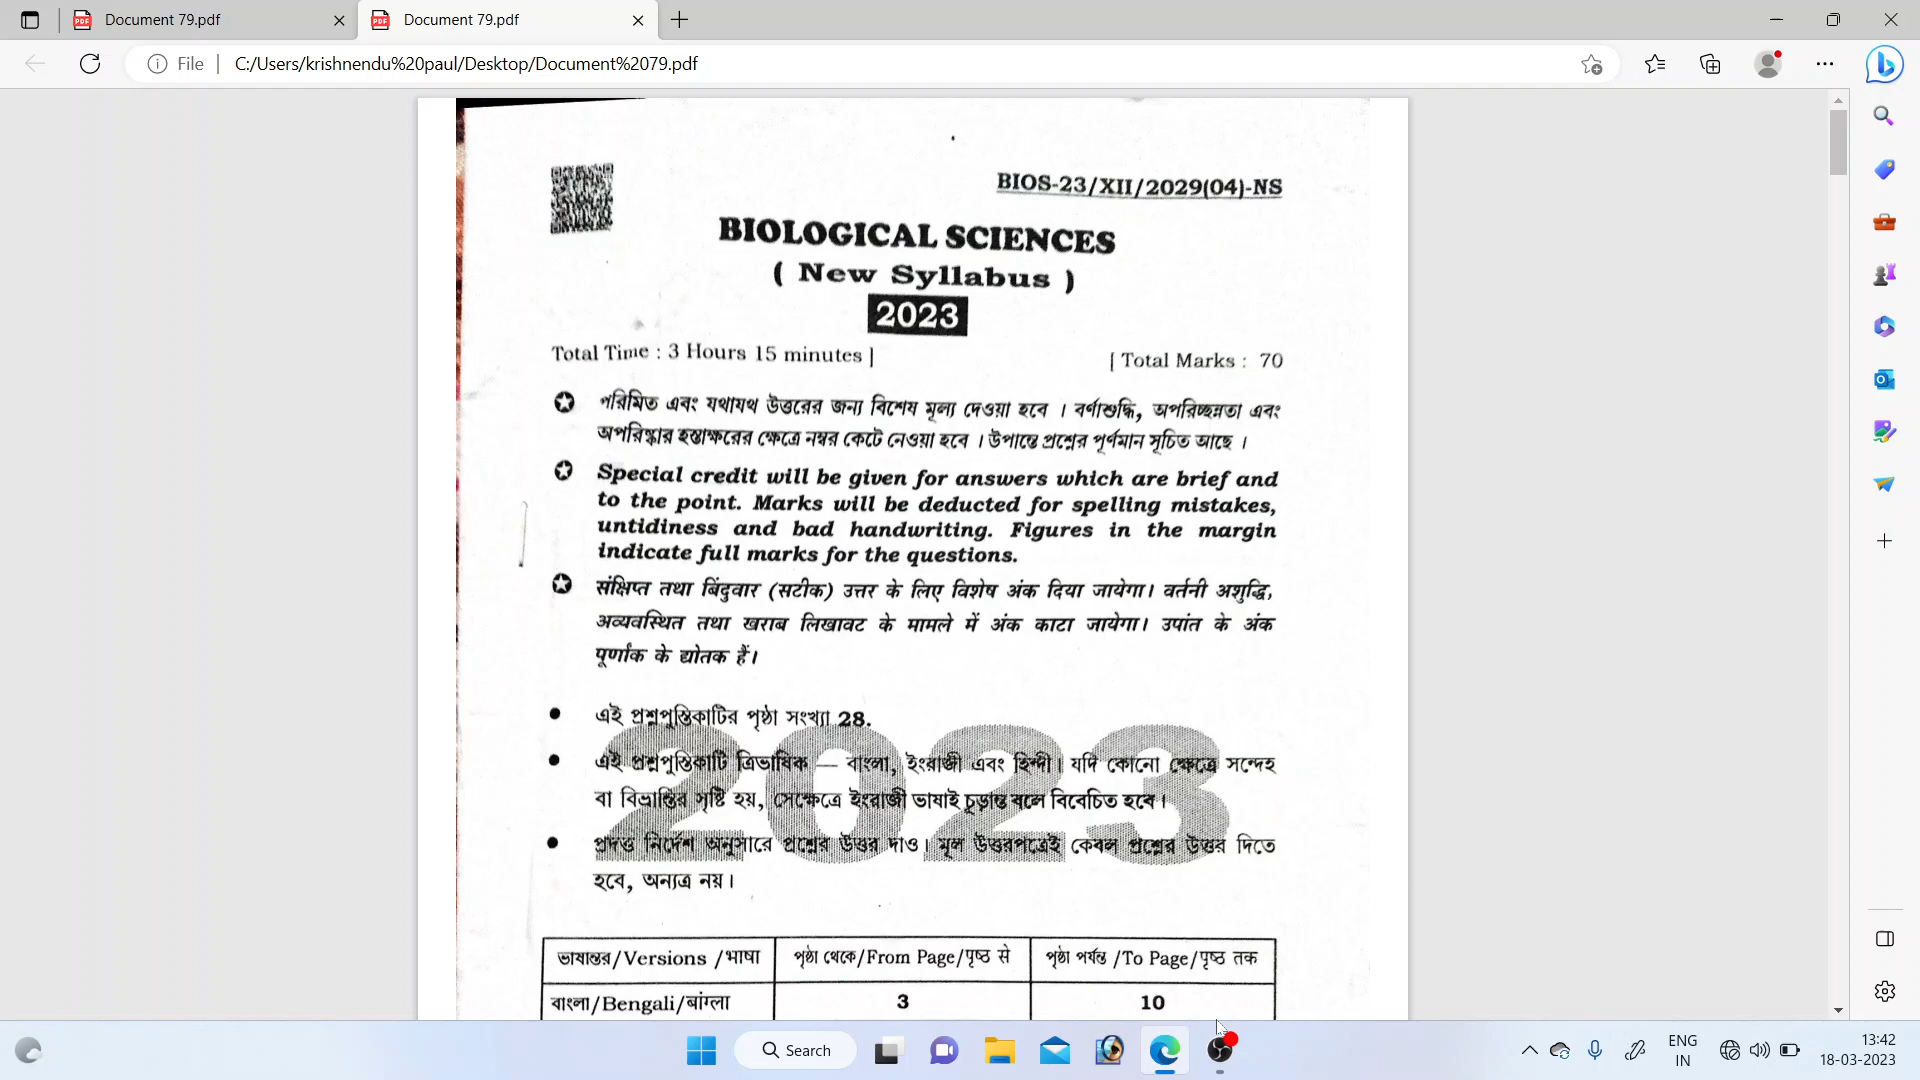 Document 79.pdf
Document 79.pdf
File
C:/Users/krishnendu%20paul/Desktop/Document%2079.pdf
BIOS-23/XII/2029(04)-NS
BIOLOGICAL SCIENCES
( New Syllabus )
2023
Total Time : 3 Hours 15 minutes ]
[ Total Marks : 70
পরিমিত এবং যথাযথ উত্তরের জন্য বিশেষ মূল্য দেওয়া হবে । বর্ণাশুদ্ধি, অপরিচ্ছন্নতা এবং
অপরিষ্কার হস্তাক্ষরের ক্ষেত্রে নম্বর কেটে নেওয়া হবে । উপান্তে প্রশ্নের পূর্ণমান সূচিত আছে ।
Special credit will be given for answers which are brief and
to the point. Marks will be deducted for spelling mistakes,
untidiness and bad handwriting. Figures in the margin
indicate full marks for the questions.
संक्षिप्त तथा बिंदुवार (सटीक) उत्तर के लिए विशेष अंक दिया जायेगा। वर्तनी अशुद्धि,
अव्यवस्थित तथा खराब लिखावट के मामले में अंक काटा जायेगा। उपांत के अंक
पूर्णांक के द्योतक हैं।
2023
এই প্রশ্নপুস্তিকাটির পৃষ্ঠা সংখ্যা 28.
এই প্রশ্নপুস্তিকাটি ত্রিভাষিক — বাংলা, ইংরাজী এবং হিন্দী। যদি কোনো ক্ষেত্রে সন্দেহ
বা বিভ্রান্তির সৃষ্টি হয়, সেক্ষেত্রে ইংরাজী ভাষাই চূড়ান্ত বলে বিবেচিত হবে।
প্রদত্ত নির্দেশ অনুসারে প্রশ্নের উত্তর দাও। মূল উত্তরপত্রেই কেবল প্রশ্নের উত্তর দিতে
হবে, অন্যত্র নয়।
ভাষান্তর/Versions /भाषा
পৃষ্ঠা থেকে/From Page/पृष्ठ से
পৃষ্ঠা পর্যন্ত /To Page/पृष्ठ तक
বাংলা/Bengali/बांग्ला
3
10
Search
ENG
IN
13:42
18-03-2023